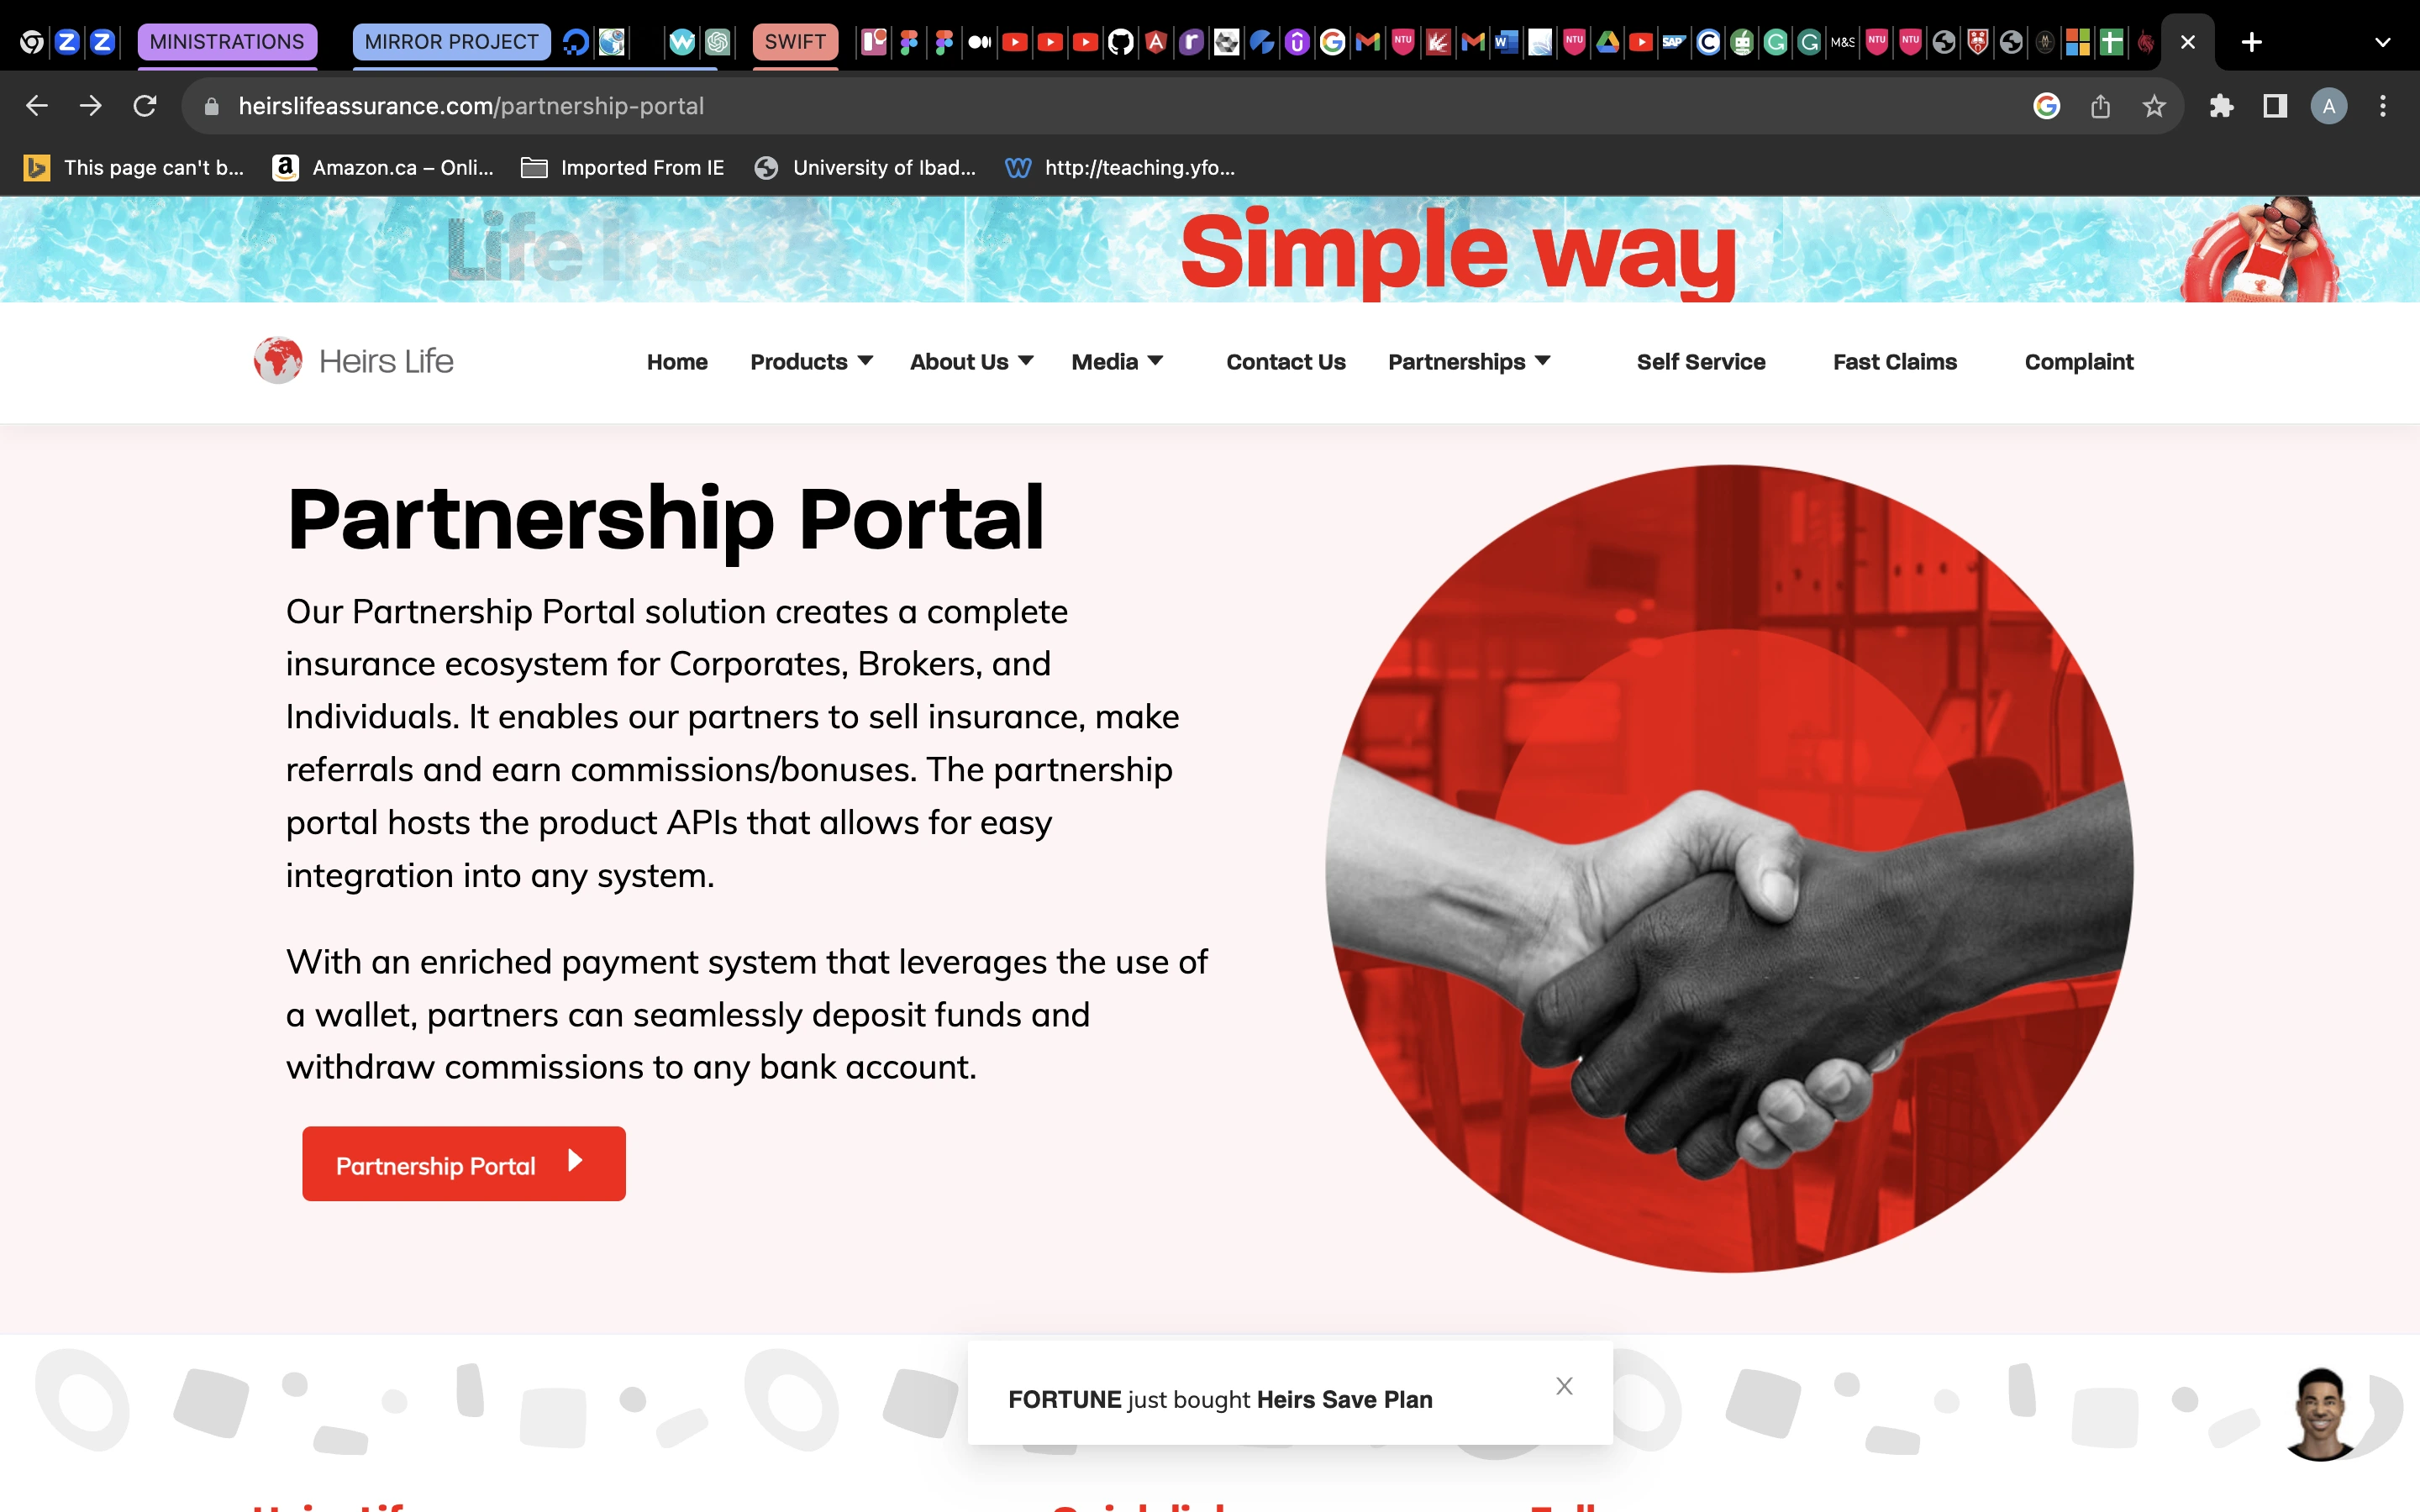 MINISTRATIONS
MIRROR PROJECT
SWIFT
heirslifeassurance.com/partnership-portal
A
This page can't b...
Amazon.ca – Onli...
Imported From IE
University of Ibad...
http://teaching.yfo...
Life Ins
Simple way
Heirs Life
Home
Products
About Us
Media
Contact Us
Partnerships
Self Service
Fast Claims
Complaint
Partnership Portal
Our Partnership Portal solution creates a complete
insurance ecosystem for Corporates, Brokers, and
Individuals. It enables our partners to sell insurance, make
referrals and earn commissions/bonuses. The partnership
portal hosts the product APIs that allows for easy
integration into any system.
With an enriched payment system that leverages the use of
a wallet, partners can seamlessly deposit funds and
withdraw commissions to any bank account.
Partnership Portal
FORTUNE just bought Heirs Save Plan